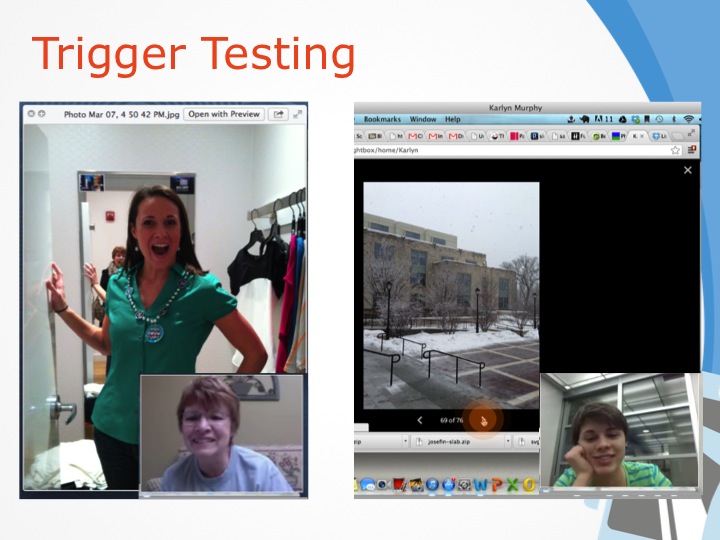 Trigger Testing
Photo Mar 07, 4 50 42 PM.jpg
Open with Preview
Karlyn Murphy
Bookmarks Window Help
11
ghtbox/home/Karlyn
69 of 76
josefin-slab.zip